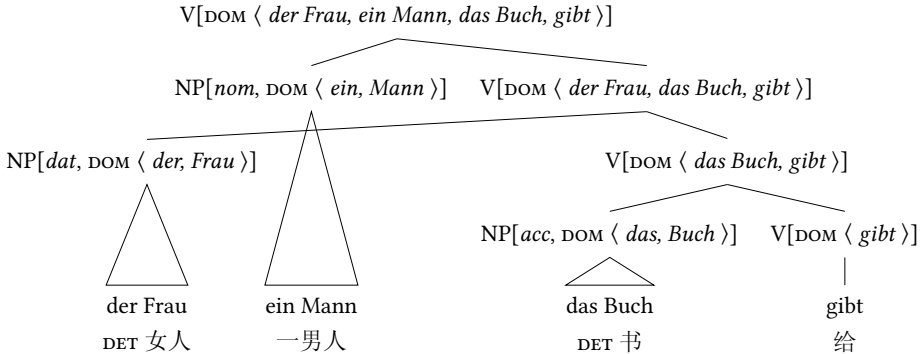 V[DOM ⟨ der Frau, ein Mann, das Buch, gibt ⟩]
NP[nom, DOM ⟨ ein, Mann ⟩] V[DOM ⟨ der Frau, das Buch, gibt ⟩]
NP[dat, DOM ⟨ der, Frau ⟩] V[DOM ⟨ das Buch, gibt ⟩]
NP[acc, DOM ⟨ das, Buch ⟩] V[DOM ⟨ gibt ⟩]
der Frau ein Mann das Buch gibt
DET 女人 一男人 DET 书 给